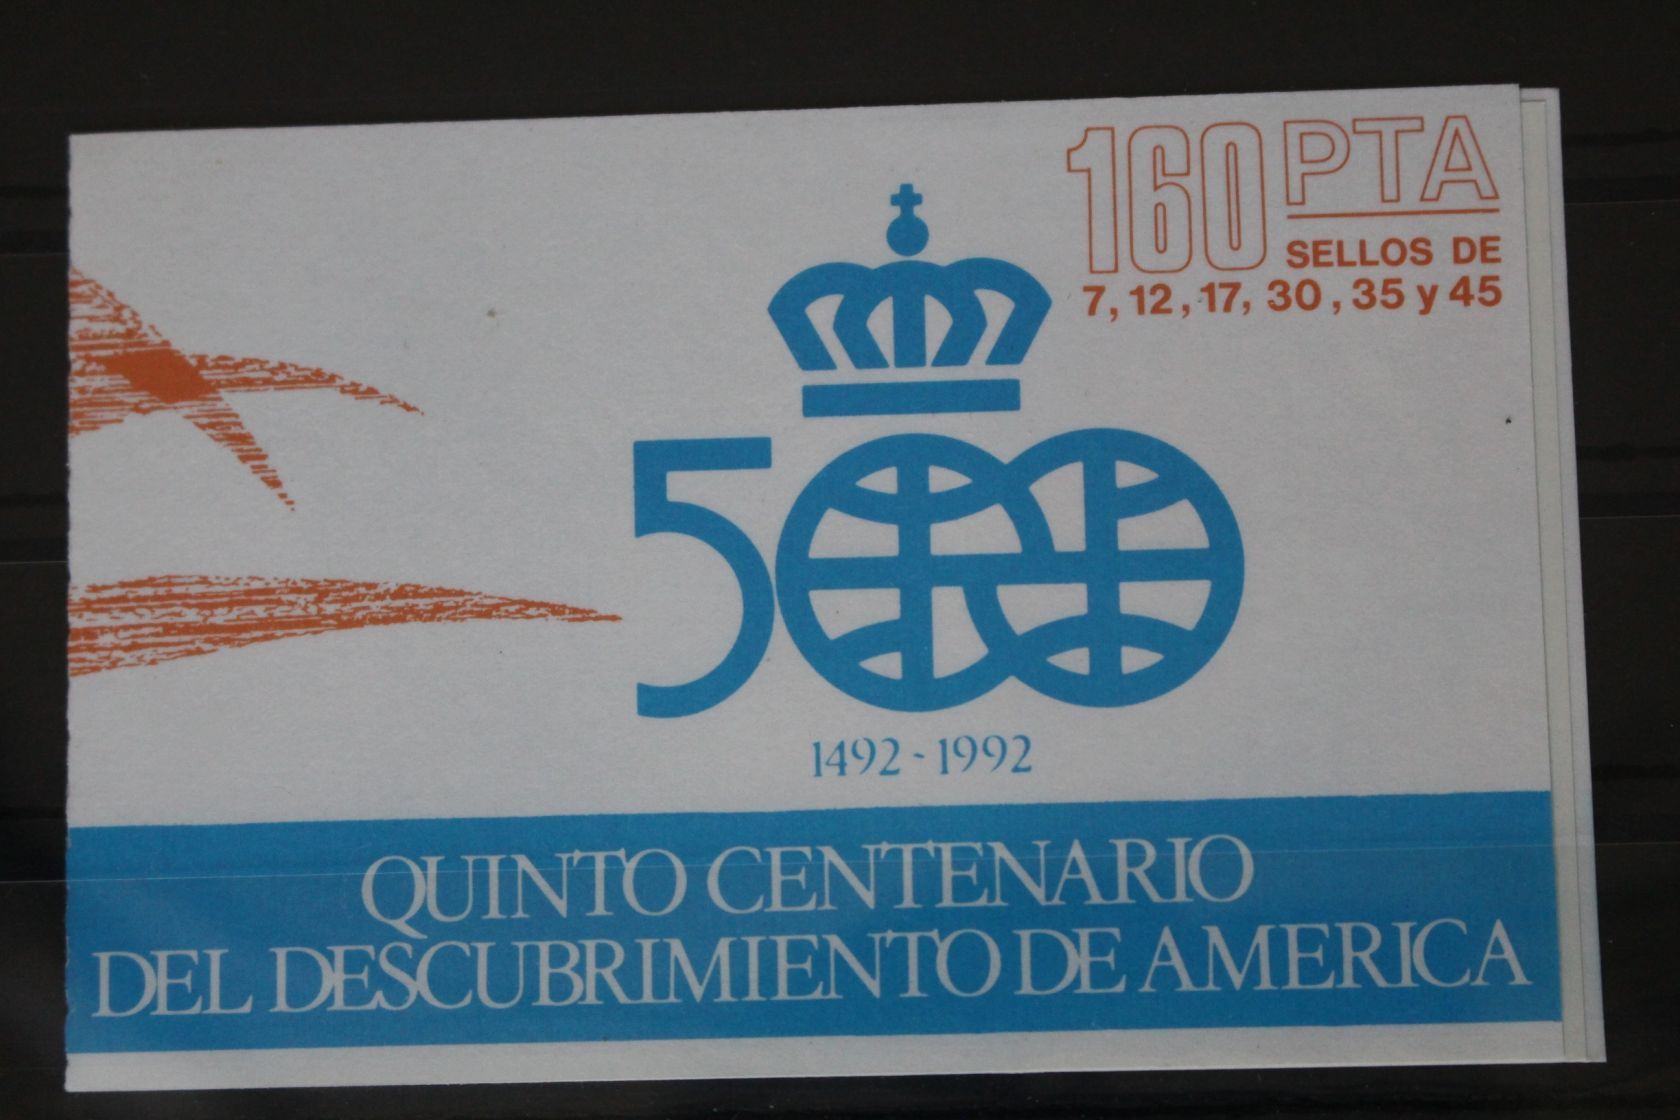 160 PTA
SELLOS DE
7, 12, 17, 30, 35 y 45
500
1492 - 1992
QUINTO CENTENARIO
DEL DESCUBRIMIENTO DE AMERICA